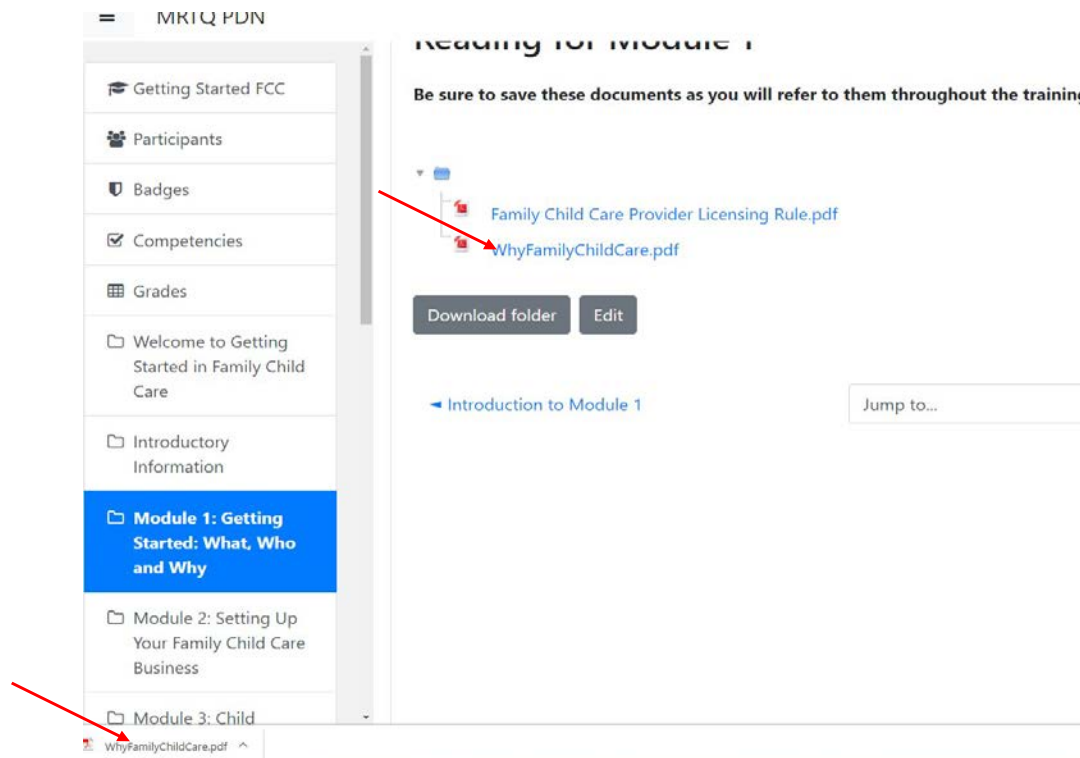 MRTQ PDN
Getting Started FCC
Participants
Badges
Competencies
Grades
Welcome to Getting
Started in Family Child
Care
Introductory
Information
Module 1: Getting
Started: What, Who
and Why
Module 2: Setting Up
Your Family Child Care
Business
Module 3: Child
Reading for Module 1
Be sure to save these documents as you will refer to them throughout the training
Family Child Care Provider Licensing Rule.pdf
WhyFamilyChildCare.pdf
Download folder
Edit
◄ Introduction to Module 1
Jump to...
WhyFamilyChildCare.pdf